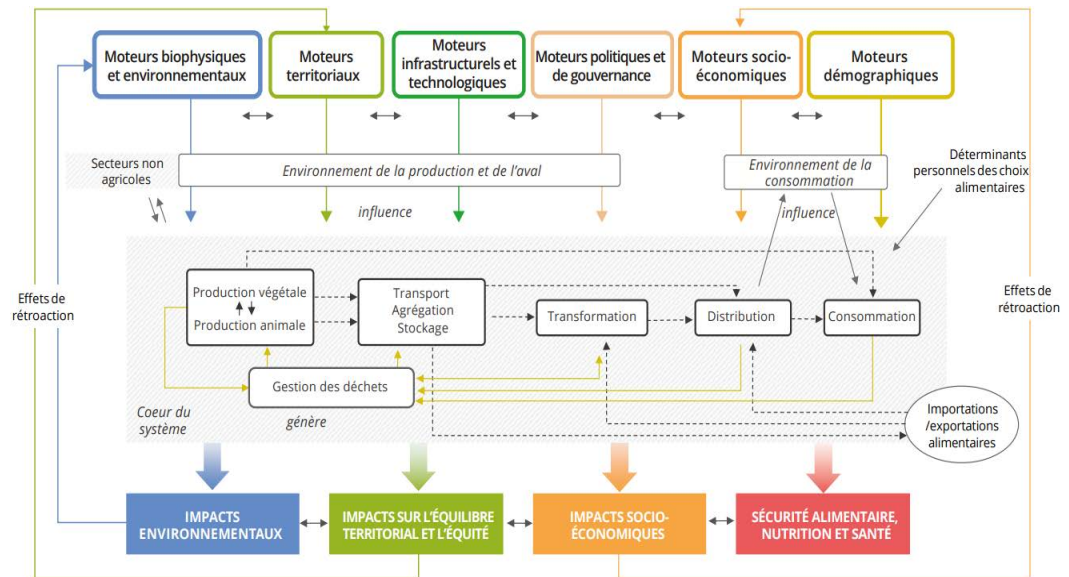 Moteurs biophysiques
et environnementaux
Moteurs
territoriaux
Moteurs
infrastructurels et
technologiques
Moteurs politiques et
de gouvernance
Moteurs socio-
économiques
Moteurs
démographiques
Secteurs non
agricoles
Environnement de la production et de l'aval
Environnement de la
consommation
Déterminants
personnels des choix
alimentaires
influence
influence
Effets de
rétroaction
Production végétale
Production animale
Transport
Agrégation
Stockage
Transformation
Distribution
Consommation
Effets de
rétroaction
Gestion des déchets
Coeur du
système
génère
Importations
/exportations
alimentaires
IMPACTS
ENVIRONNEMENTAUX
IMPACTS SUR L'ÉQUILIBRE
TERRITORIAL ET L'ÉQUITÉ
IMPACTS SOCIO-
ÉCONOMIQUES
SÉCURITÉ ALIMENTAIRE,
NUTRITION ET SANTÉ